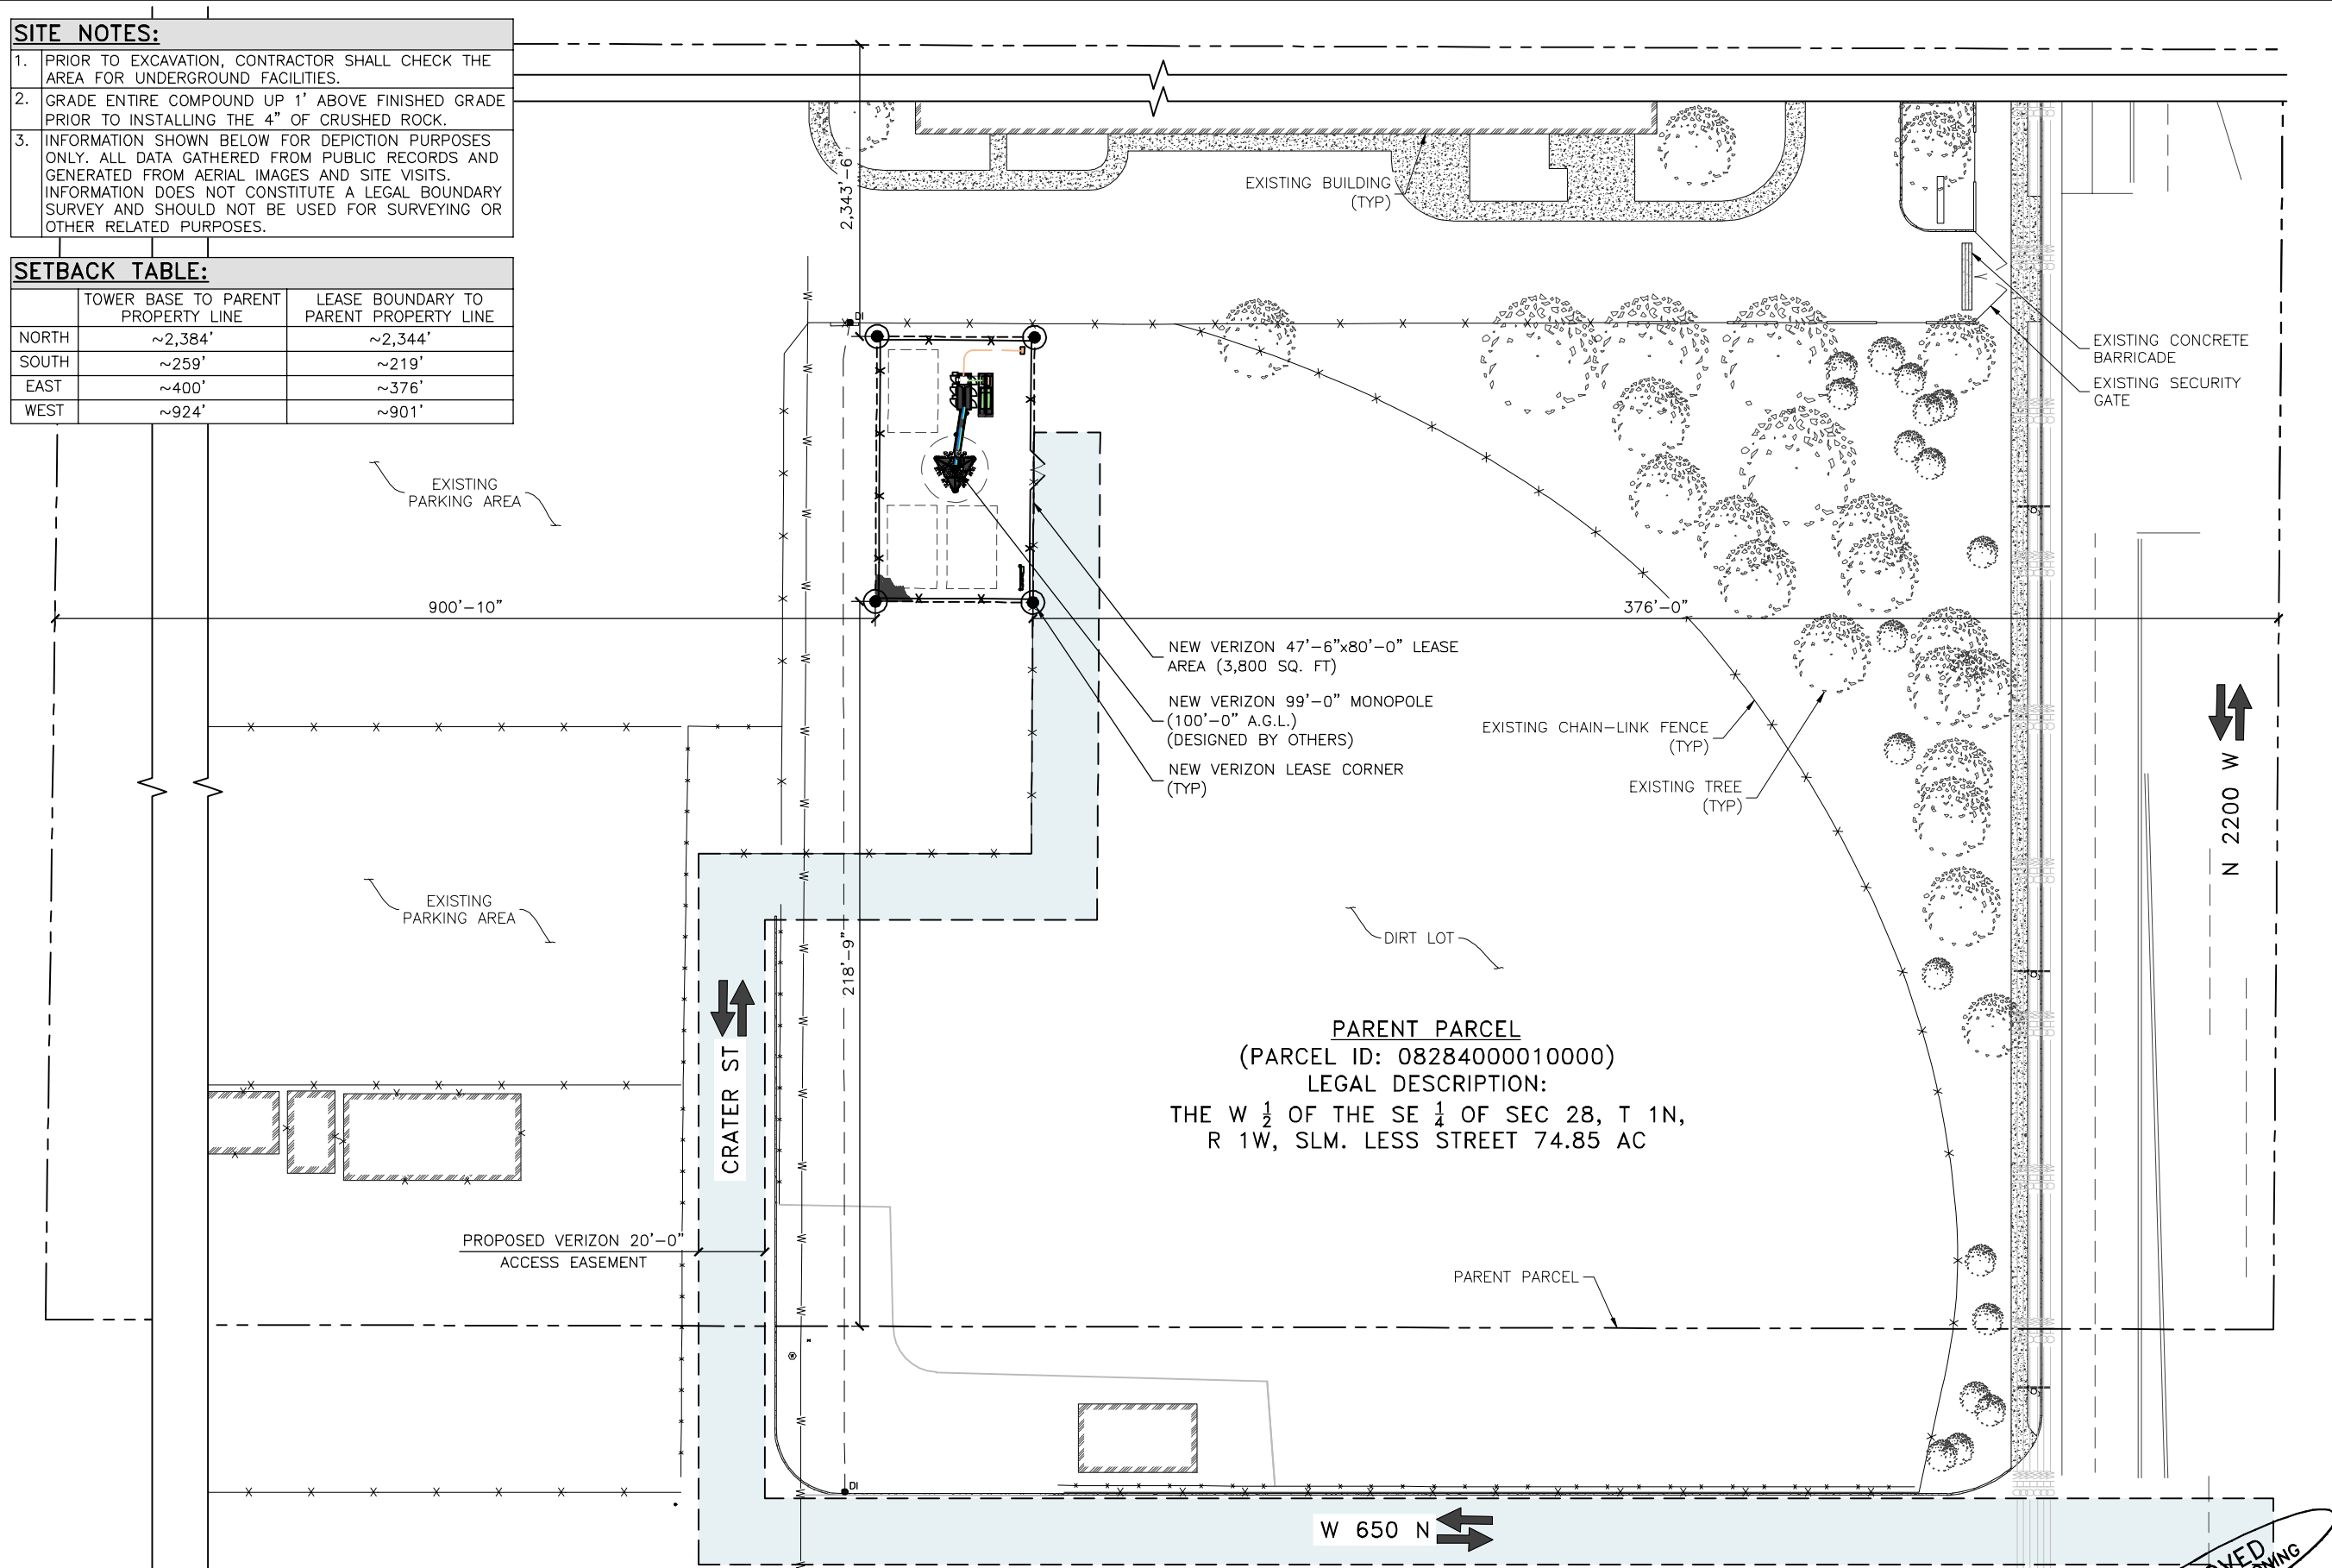 SITE NOTES:
1. PRIOR TO EXCAVATION, CONTRACTOR SHALL CHECK THE
AREA FOR UNDERGROUND FACILITIES.
2. GRADE ENTIRE COMPOUND UP 1' ABOVE FINISHED GRADE
PRIOR TO INSTALLING THE 4" OF CRUSHED ROCK.
3. INFORMATION SHOWN BELOW FOR DEPICTION PURPOSES
ONLY. ALL DATA GATHERED FROM PUBLIC RECORDS AND
GENERATED FROM AERIAL IMAGES AND SITE VISITS.
INFORMATION DOES NOT CONSTITUTE A LEGAL BOUNDARY
SURVEY AND SHOULD NOT BE USED FOR SURVEYING OR
OTHER RELATED PURPOSES.
SETBACK TABLE:
TOWER BASE TO PARENT PROPERTY LINE
LEASE BOUNDARY TO PARENT PROPERTY LINE
NORTH ~2,384' ~2,344'
SOUTH ~259' ~219'
EAST ~400' ~376'
WEST ~924' ~901'
2,343'-6"
EXISTING BUILDING
(TYP)
DI
EXISTING CONCRETE
BARRICADE
EXISTING SECURITY
GATE
EXISTING
PARKING AREA
900'-10"
376'-0"
NEW VERIZON 47'-6"x80'-0" LEASE
AREA (3,800 SQ. FT)
NEW VERIZON 99'-0" MONOPOLE
(100'-0" A.G.L.)
(DESIGNED BY OTHERS)
NEW VERIZON LEASE CORNER
(TYP)
EXISTING CHAIN-LINK FENCE
(TYP)
EXISTING TREE
(TYP)
N 2200 W
EXISTING
PARKING AREA
218'-9"
DIRT LOT
CRATER ST
PARENT PARCEL
(PARCEL ID: 08284000010000)
LEGAL DESCRIPTION:
THE W 1/2 OF THE SE 1/4 OF SEC 28, T 1N,
R 1W, SLM. LESS STREET 74.85 AC
PROPOSED VERIZON 20'-0"
ACCESS EASEMENT
PARENT PARCEL
DI
W 650 N